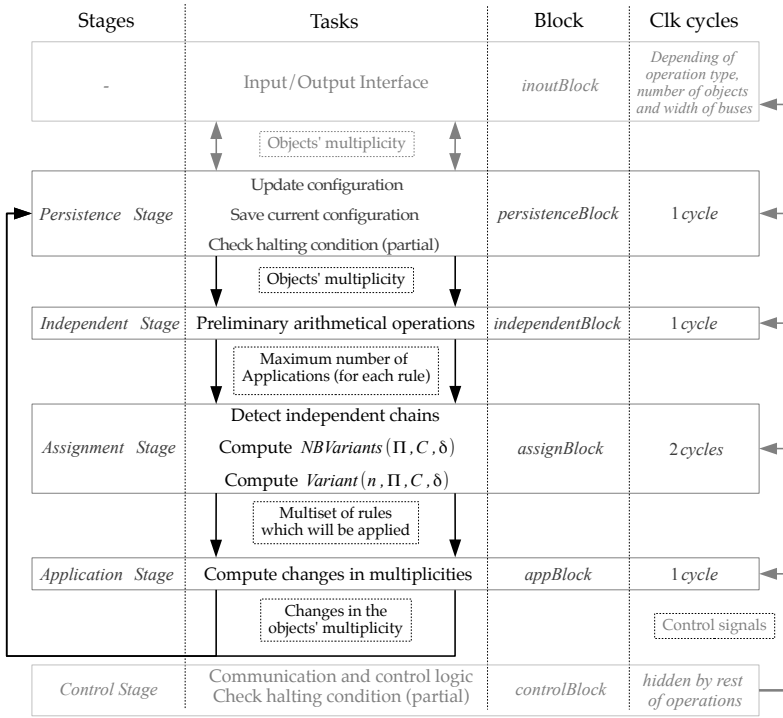 Stages Tasks Block Clk cycles
- Input/Output Interface inoutBlock Depending of
operation type,
number of objects
and width of buses
Objects' multiplicity
Update configuration
Persistence Stage Save current configuration persistenceBlock 1 cycle
Check halting condition (partial)
Objects' multiplicity
Independent Stage Preliminary arithmetical operations independentBlock 1 cycle
Maximum number of
Applications (for each rule)
Detect independent chains
Assignment Stage Compute NBVariants(Π, C, δ) assignBlock 2 cycles
Compute Variant(n, Π, C, δ)
Multiset of rules
which will be applied
Application Stage Compute changes in multiplicities appBlock 1 cycle
Changes in the
objects' multiplicity
Control signals
Control Stage Communication and control logic controlBlock hidden by rest
Check halting condition (partial) of operations